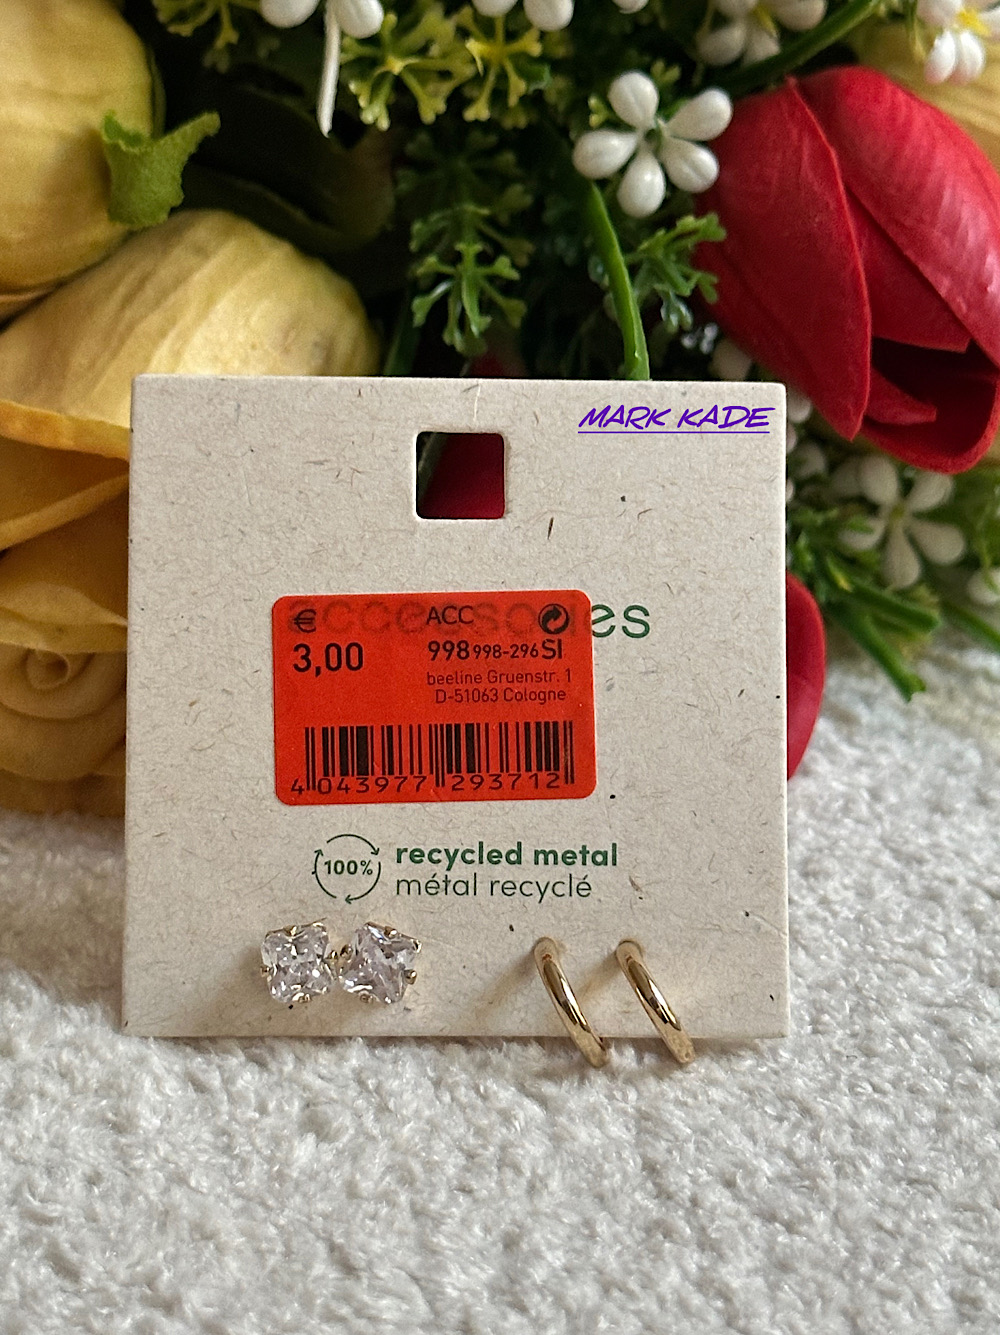 MARK KADE
accessories
€ ACC
3,00 998 998-296 SI
beeline Gruenstr. 1
D-51063 Cologne
4 043977 293712
100% recycled metal
métal recyclé